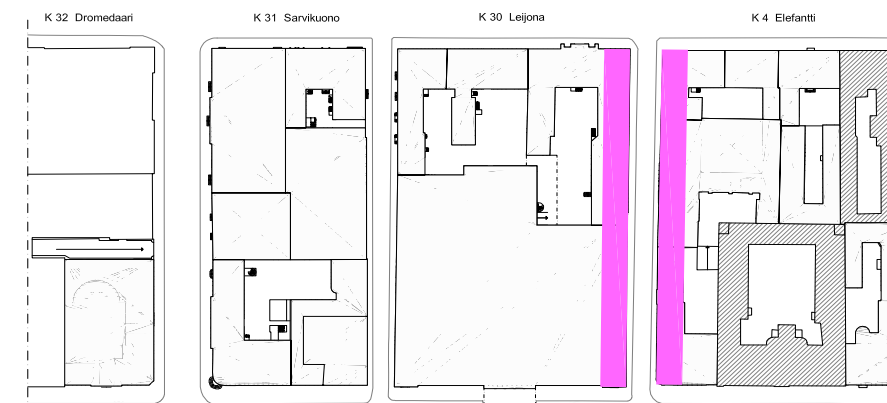 K 32 Dromedaari
K 31 Sarvikuono
K 30 Leijona
K 4 Elefantti